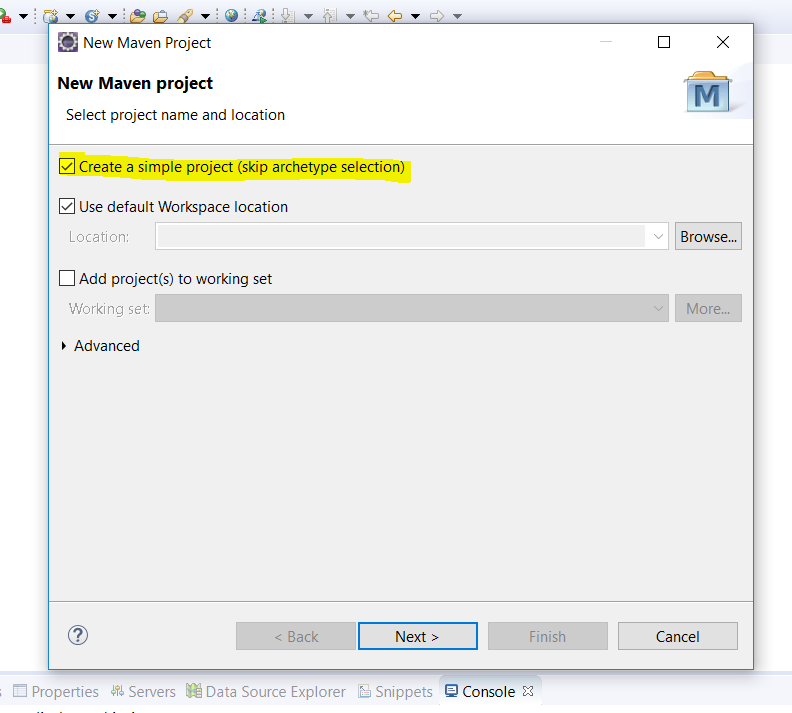 New Maven Project
New Maven project
Select project name and location
M
Create a simple project (skip archetype selection)
Use default Workspace location
Location:
Browse...
Add project(s) to working set
Working set:
More...
Advanced
?
< Back
Next >
Finish
Cancel
Properties
Servers
Data Source Explorer
Snippets
Console